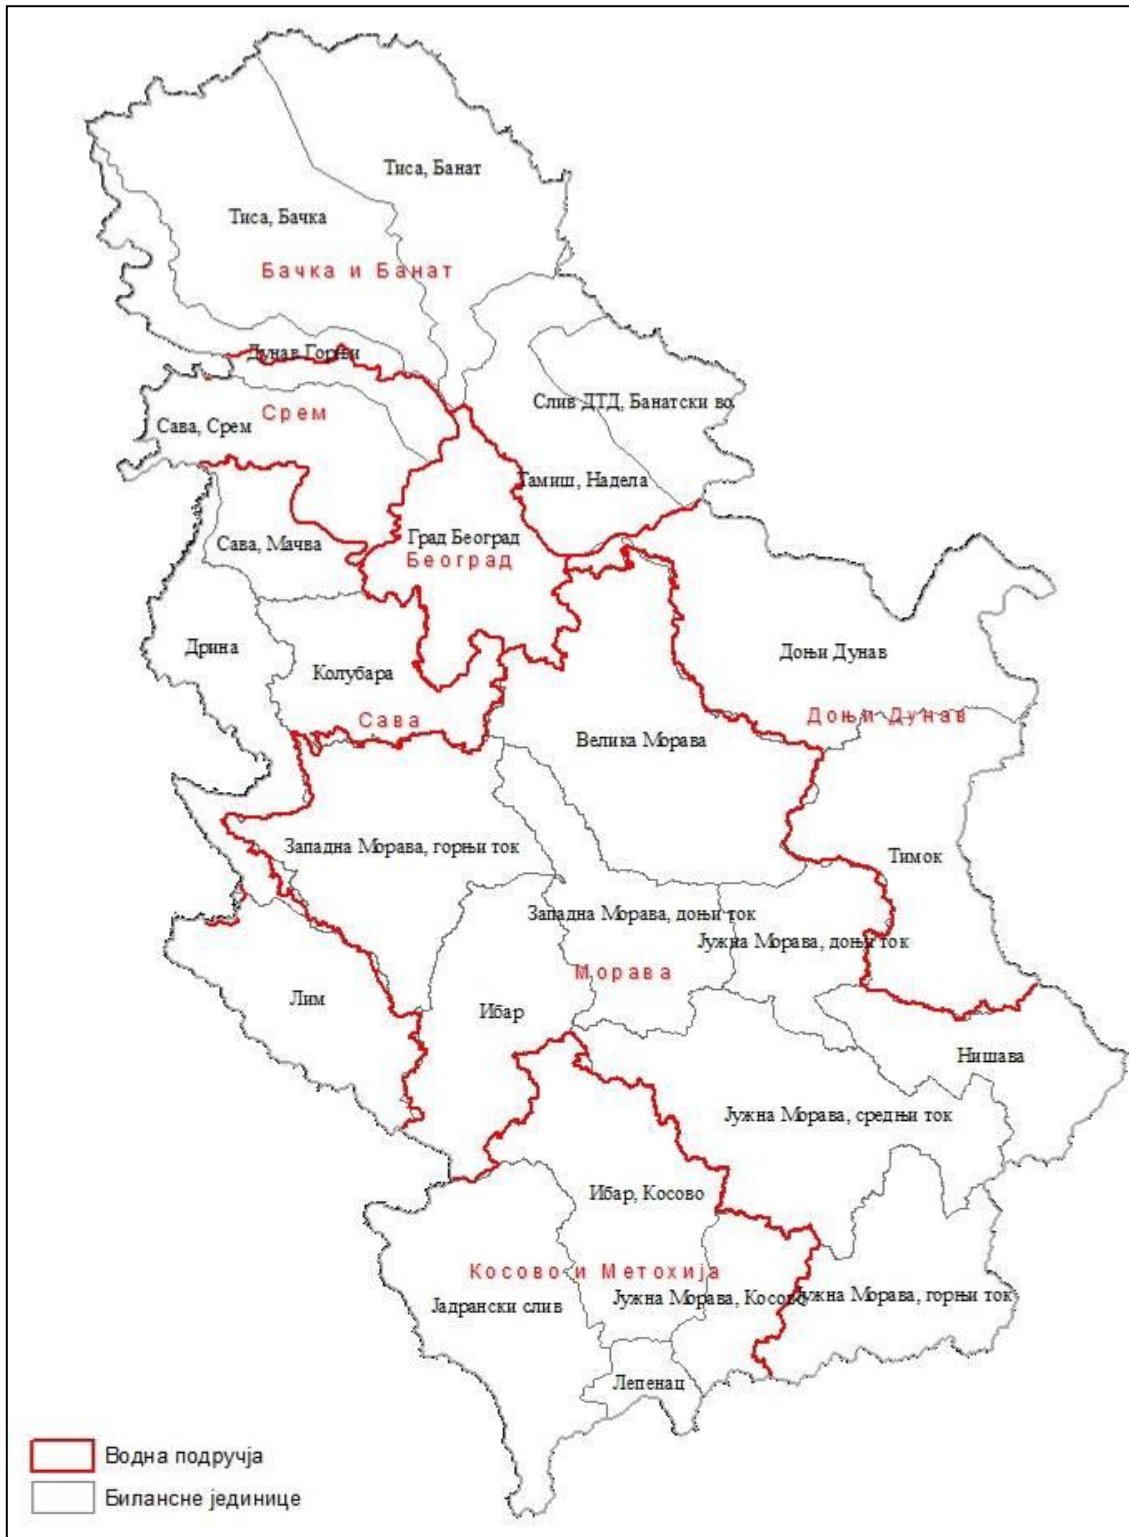 Тиса, Банат
Тиса, Бачка
Бачка и Банат
Дунав Горњи
Слив ДТД, Банатски во
Срем
Сава, Срем
Тамиш, Надела
Град Београд
Сава, Мачва
Београд
Дрина
Доњи Дунав
Колубара
Доњи Дунав
Сава
Велика Морава
Западна Морава, горњи ток
Тимок
Западна Морава, доњи ток
Јужна Морава, доњи ток
Морава
Лим
Ибар
Нишава
Јужна Морава, средњи ток
Ибар, Косово
Косово и Метохија
Јадрански слив
Јужна Морава, Косово
Јужна Морава, горњи ток
Лепенац
Водна подручја
Билансне јединице